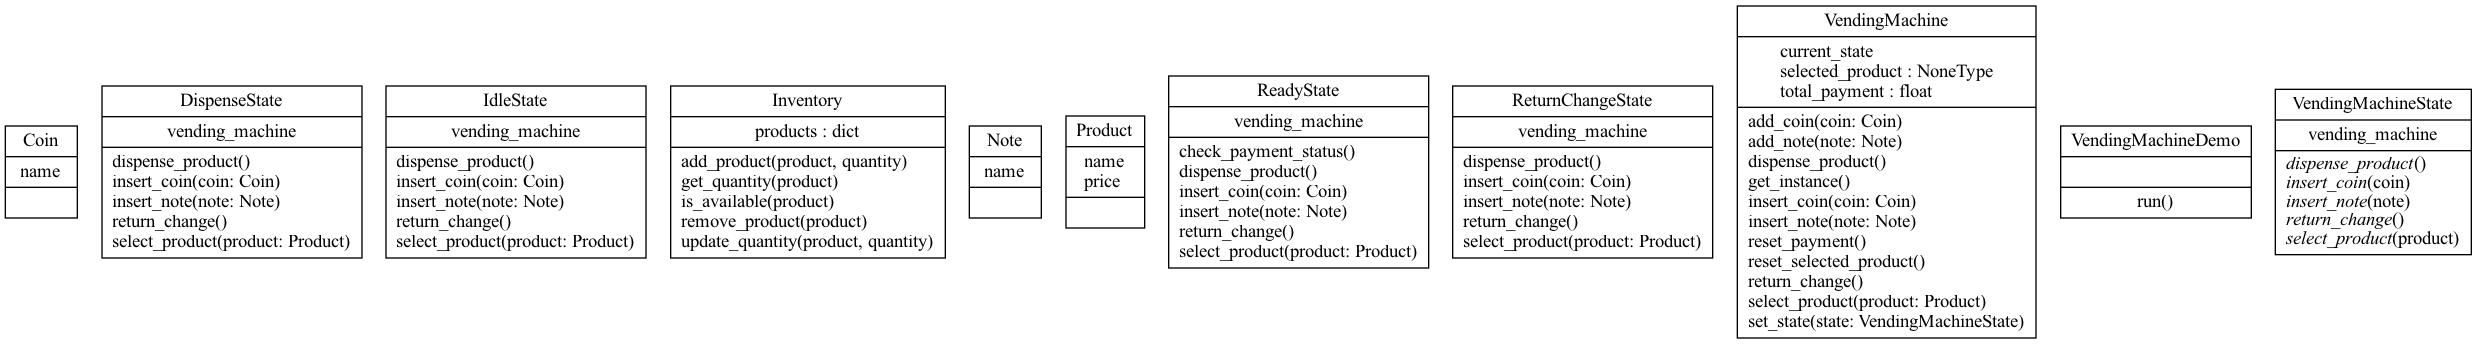 Coin
name
DispenseState
vending_machine
dispense_product()
insert_coin(coin: Coin)
insert_note(note: Note)
return_change()
select_product(product: Product)
IdleState
vending_machine
dispense_product()
insert_coin(coin: Coin)
insert_note(note: Note)
return_change()
select_product(product: Product)
Inventory
products : dict
add_product(product, quantity)
get_quantity(product)
is_available(product)
remove_product(product)
update_quantity(product, quantity)
Note
name
Product
name
price
ReadyState
vending_machine
check_payment_status()
dispense_product()
insert_coin(coin: Coin)
insert_note(note: Note)
return_change()
select_product(product: Product)
ReturnChangeState
vending_machine
dispense_product()
insert_coin(coin: Coin)
insert_note(note: Note)
return_change()
select_product(product: Product)
VendingMachine
current_state
selected_product : NoneType
total_payment : float
add_coin(coin: Coin)
add_note(note: Note)
dispense_product()
get_instance()
insert_coin(coin: Coin)
insert_note(note: Note)
reset_payment()
reset_selected_product()
return_change()
select_product(product: Product)
set_state(state: VendingMachineState)
VendingMachineDemo
run()
VendingMachineState
vending_machine
dispense_product()
insert_coin(coin)
insert_note(note)
return_change()
select_product(product)